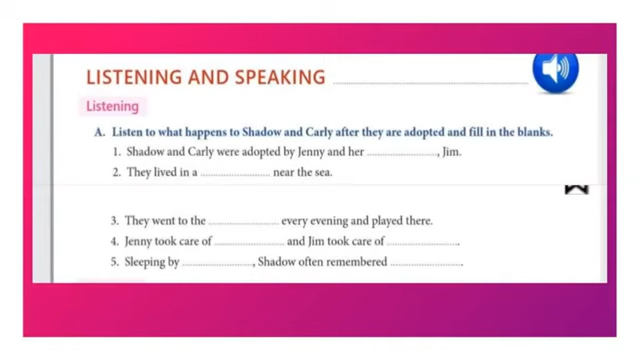 LISTENING AND SPEAKING ..............................
Listening
A. Listen to what happens to Shadow and Carly after they are adopted and fill in the blanks.
1. Shadow and Carly were adopted by Jenny and her ........................, Jim.
2. They lived in a ........................ near the sea.
3. They went to the ........................ every evening and played there.
4. Jenny took care of ........................ and Jim took care of .........................
5. Sleeping by ........................, Shadow often remembered .........................